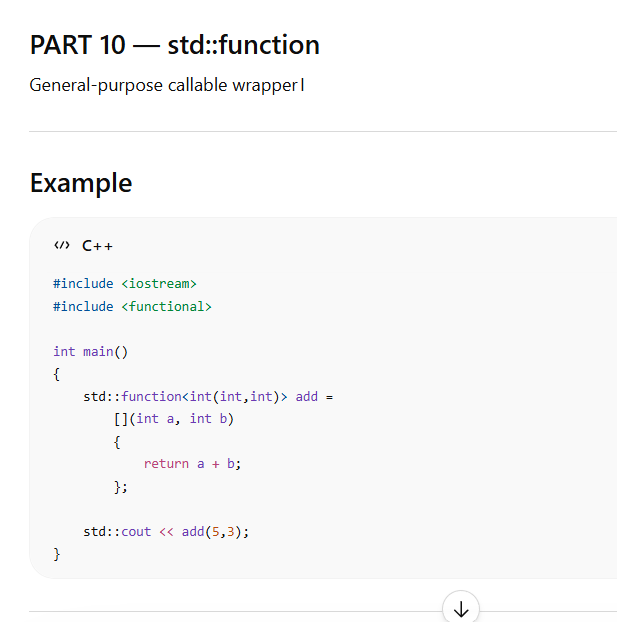 PART 10 — std::function
General-purpose callable wrapper
Example
C++
#include <iostream>
#include <functional>
int main()
{
    std::function<int(int,int)> add =
        [](int a, int b)
        {
            return a + b;
        };
    std::cout << add(5,3);
}